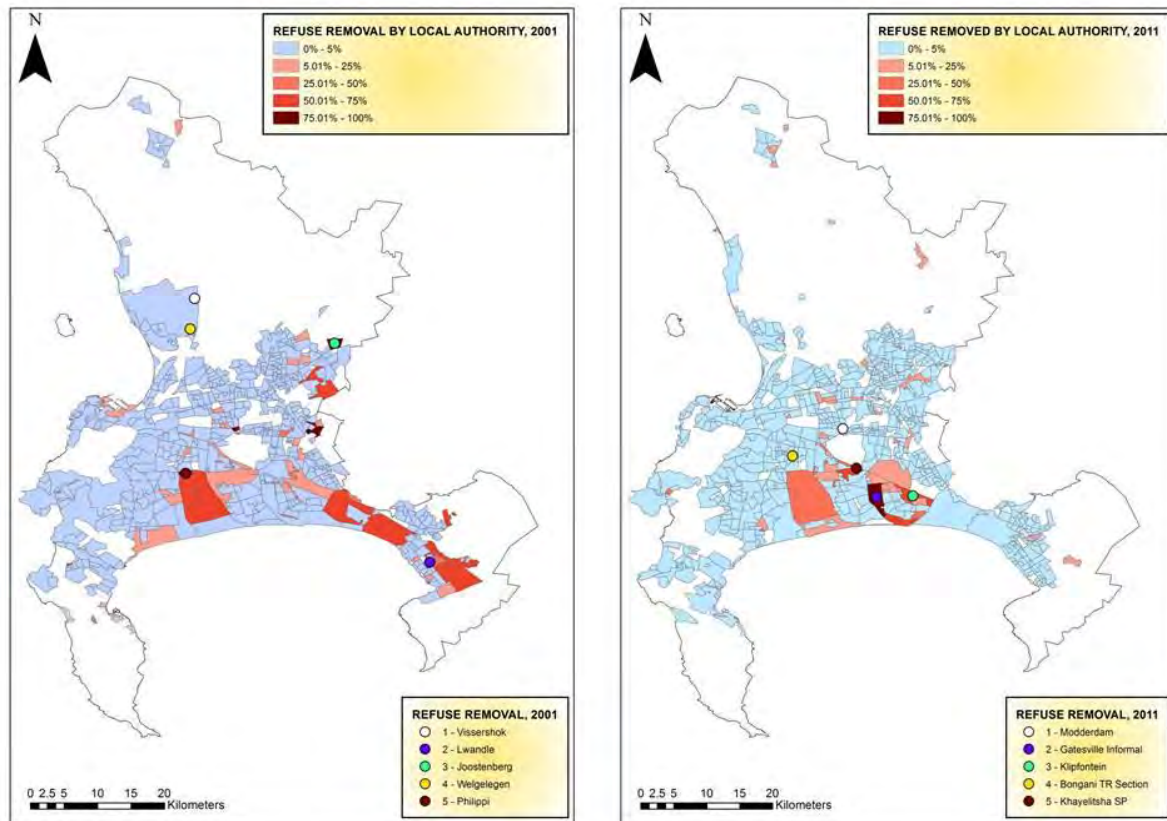 N
REFUSE REMOVAL BY LOCAL AUTHORITY, 2001
0% - 5%
5.01% - 25%
25.01% - 50%
50.01% - 75%
75.01% - 100%
REFUSE REMOVAL, 2001
1 - Vissershok
2 - Lwandle
3 - Joostenberg
4 - Welgelegen
5 - Philippi
0 2.5 5 10 15 20
Kilometers
N
REFUSE REMOVED BY LOCAL AUTHORITY, 2011
0% - 5%
5.01% - 25%
25.01% - 50%
50.01% - 75%
75.01% - 100%
REFUSE REMOVAL, 2011
1 - Modderdam
2 - Gatesville Informal
3 - Klipfontein
4 - Bongani TR Section
5 - Khayelitsha SP
0 2.5 5 10 15 20
Kilometers